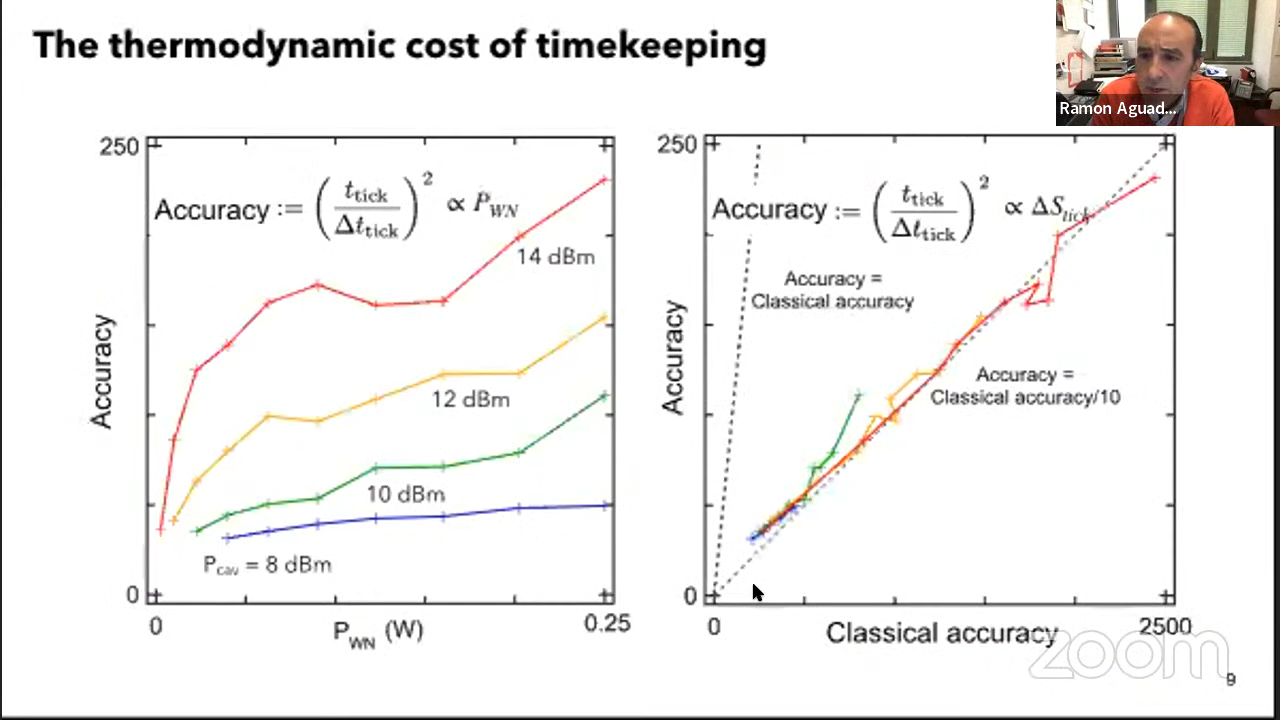 The thermodynamic cost of timekeeping
Ramon Aguad...
250
Accuracy := (t_tick / Δt_tick)² ∝ P_WN
14 dBm
12 dBm
10 dBm
P_cav = 8 dBm
Accuracy
0
0
P_WN (W)
0.25
250
Accuracy := (t_tick / Δt_tick)² ∝ ΔS_tick
Accuracy =
Classical accuracy
Accuracy =
Classical accuracy/10
Accuracy
0
0
Classical accuracy
2500
zoom
9